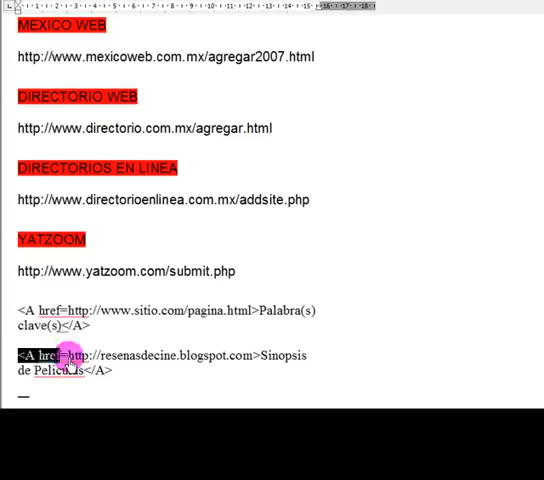 MEXICO WEB
http://www.mexicoweb.com.mx/agregar2007.html
DIRECTORIO WEB
http://www.directorio.com.mx/agregar.html
DIRECTORIOS EN LINEA
http://www.directorioenlinea.com.mx/addsite.php
YATZOOM
http://www.yatzoom.com/submit.php
<A href=http://www.sitio.com/pagina.html>Palabra(s)
clave(s)</A>
<A href=http://resenasdecine.blogspot.com>Sinopsis
de Peliculas</A>